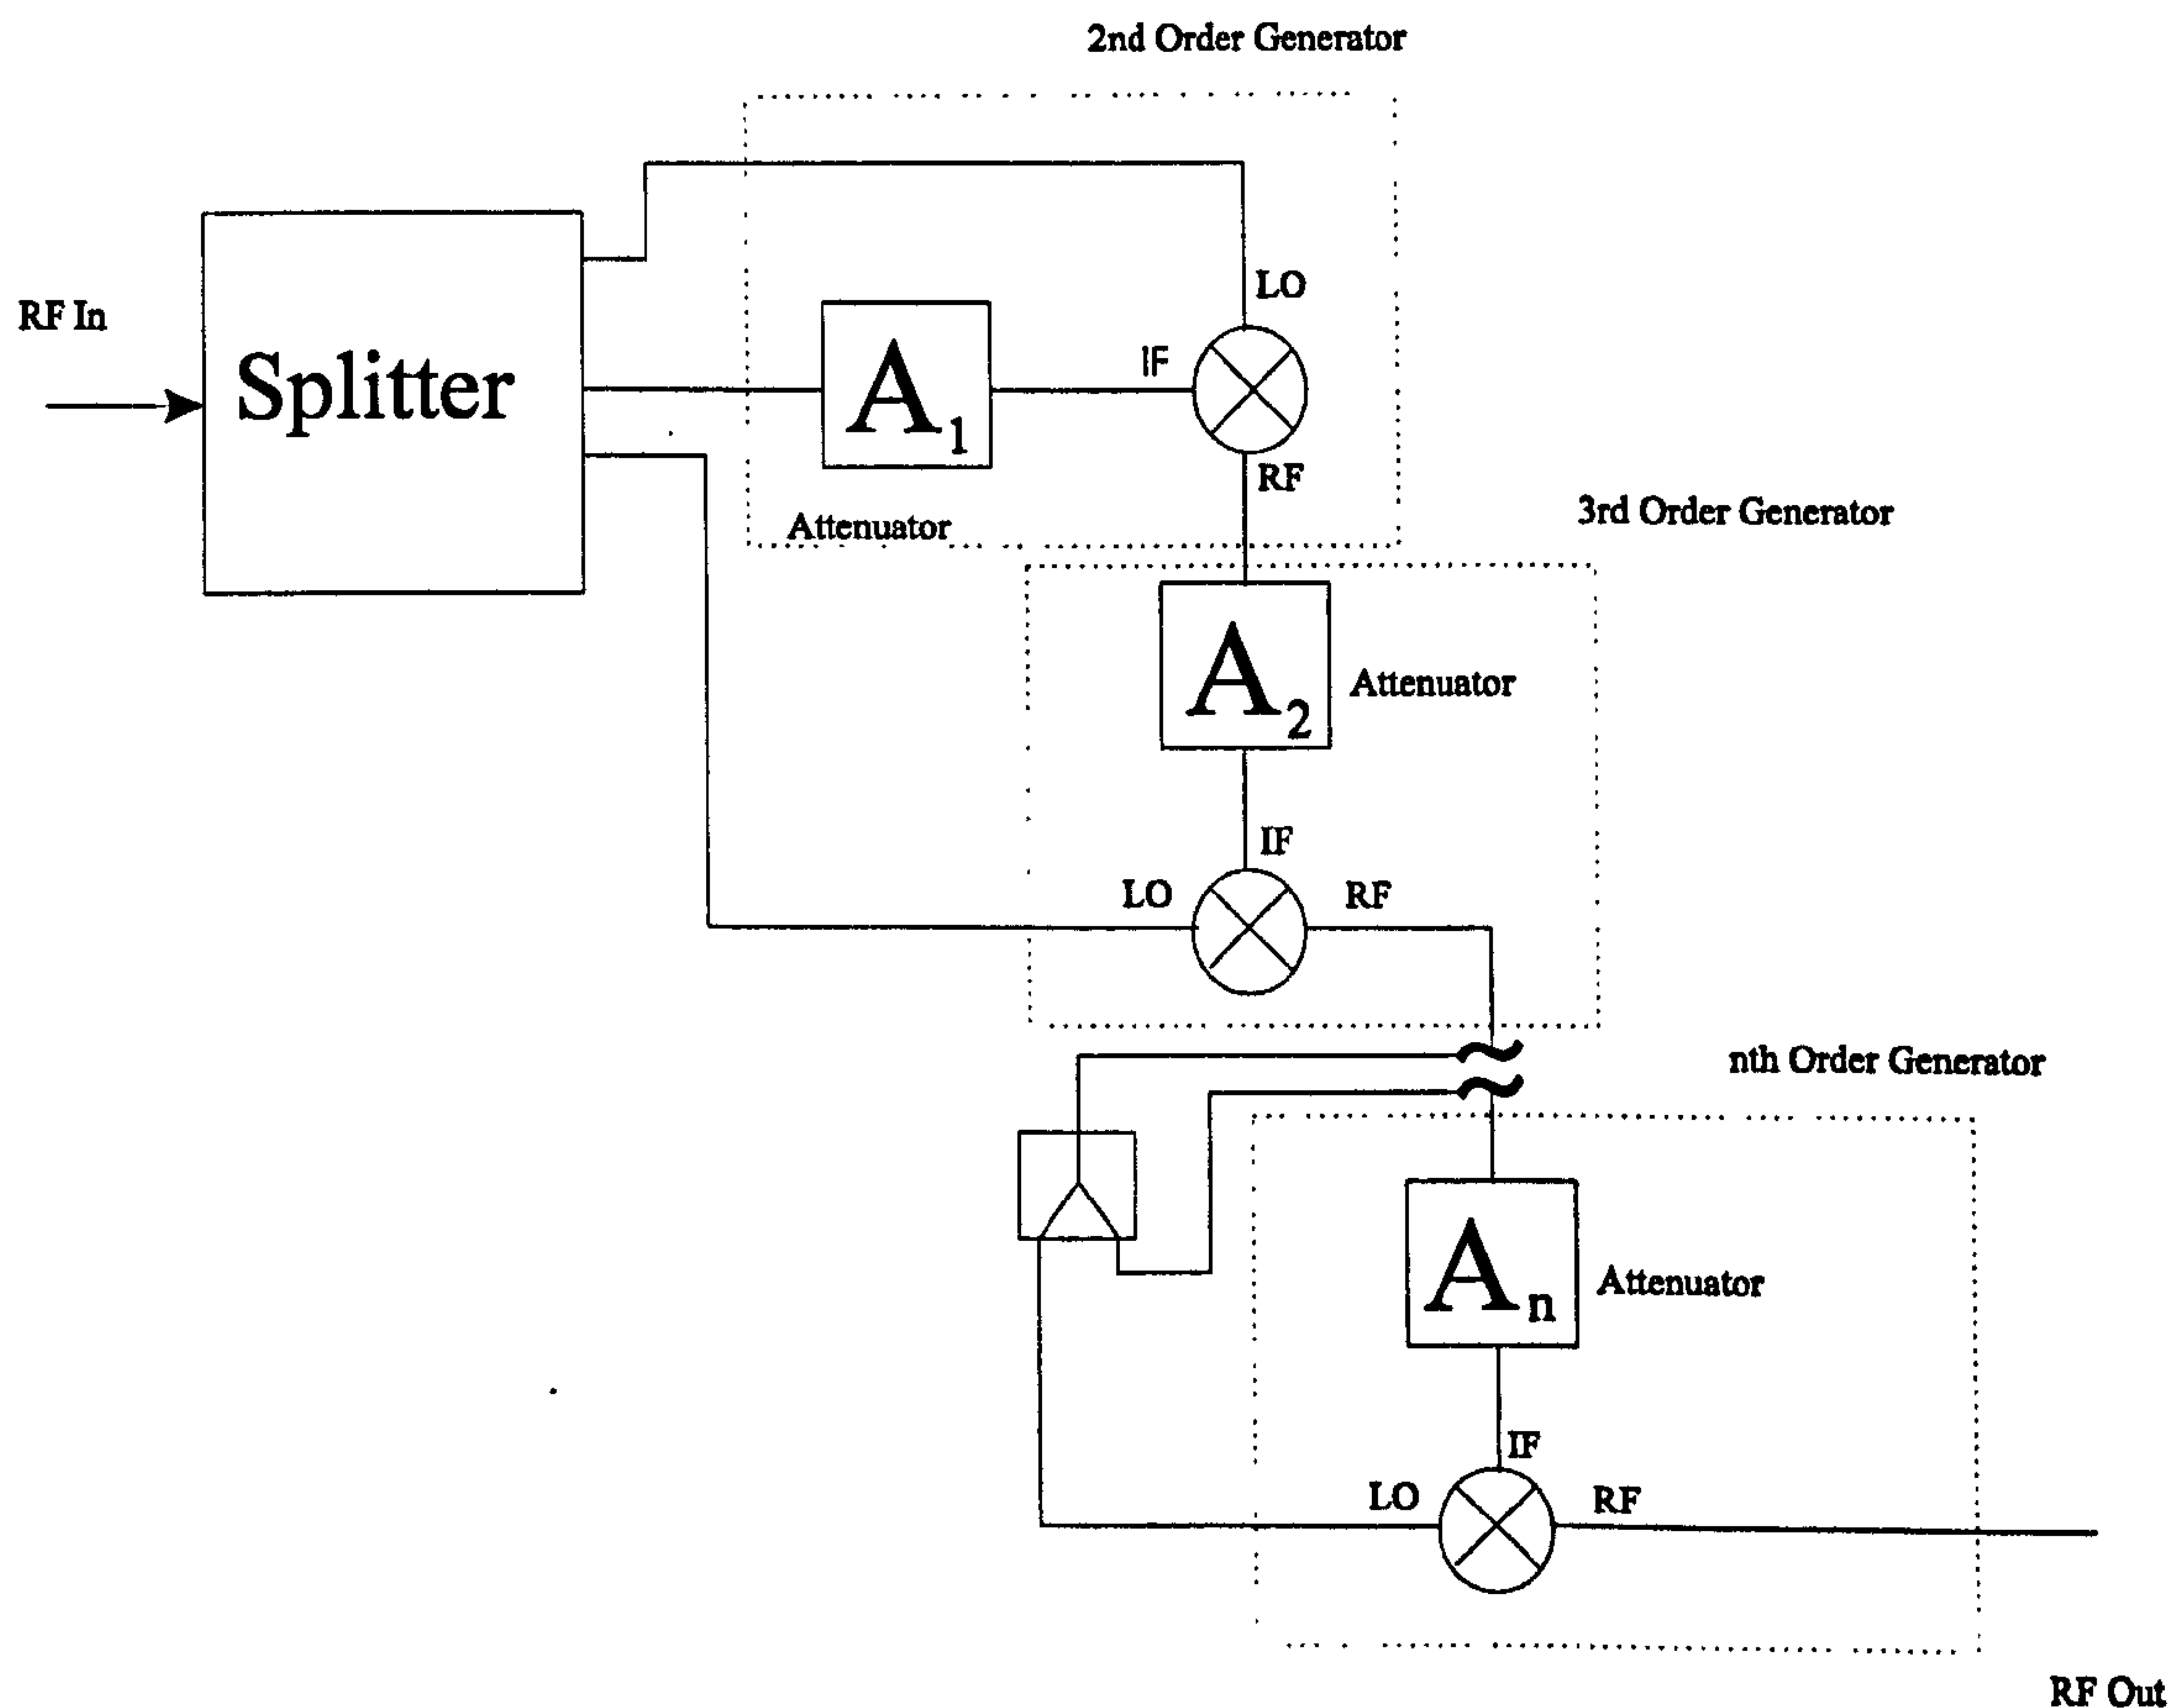 2nd Order Generator
LO
RF In
Splitter
A1
IF
RF
Attenuator
3rd Order Generator
A2
Attenuator
IF
LO
RF
nth Order Generator
An
Attenuator
IF
LO
RF
RF Out